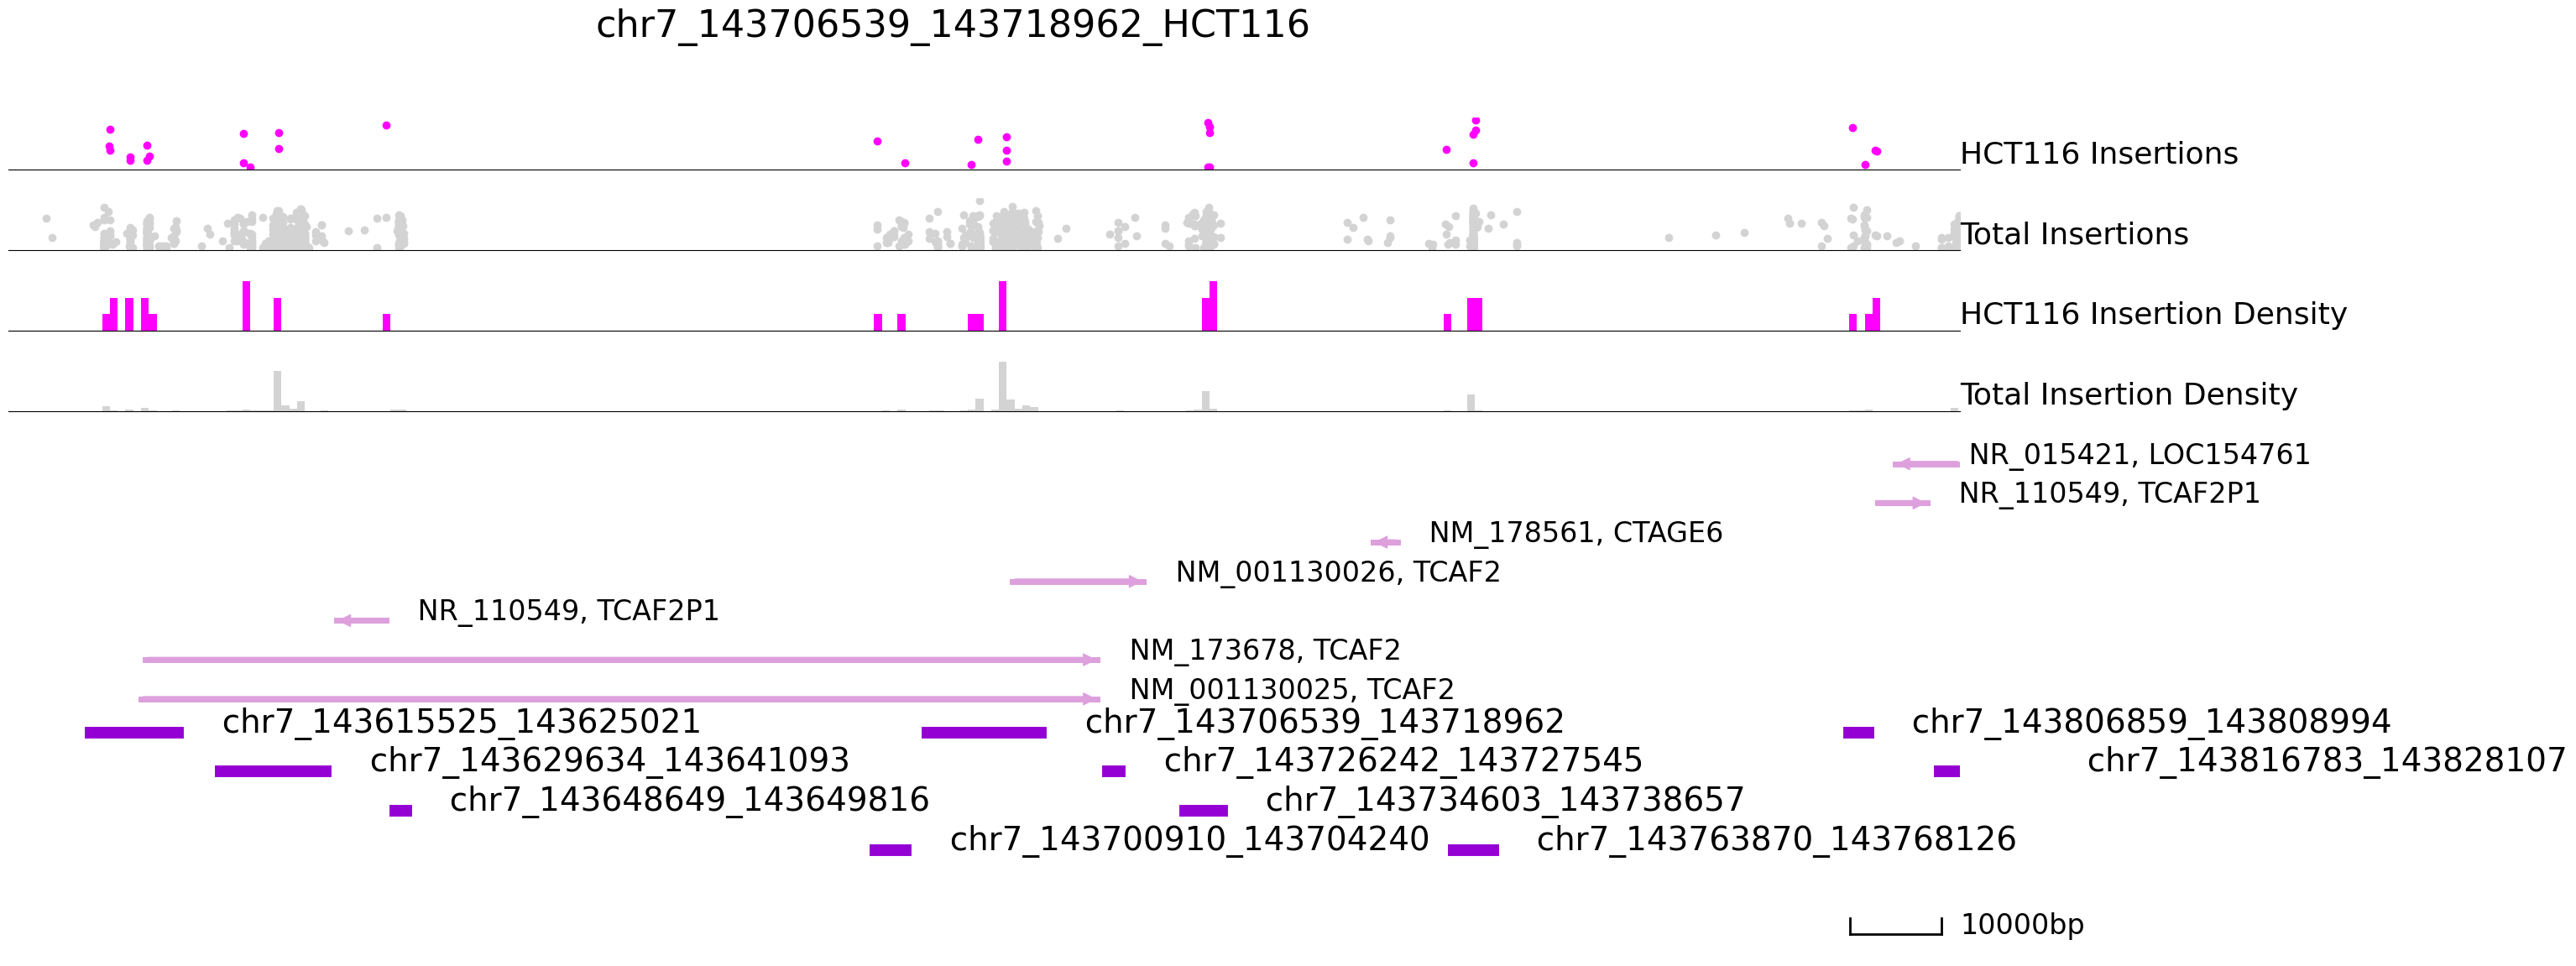 chr7_143706539_143718962_HCT116
HCT116 Insertions
Total Insertions
HCT116 Insertion Density
Total Insertion Density
NR_015421, LOC154761
NR_110549, TCAF2P1
NM_178561, CTAGE6
NM_001130026, TCAF2
NR_110549, TCAF2P1
NM_173678, TCAF2
NM_001130025, TCAF2
chr7_143615525_143625021 chr7_143706539_143718962 chr7_143806859_143808994
chr7_143629634_143641093 chr7_143726242_143727545 chr7_143816783_143828107
chr7_143648649_143649816 chr7_143734603_143738657
chr7_143700910_143704240 chr7_143763870_143768126
10000bp